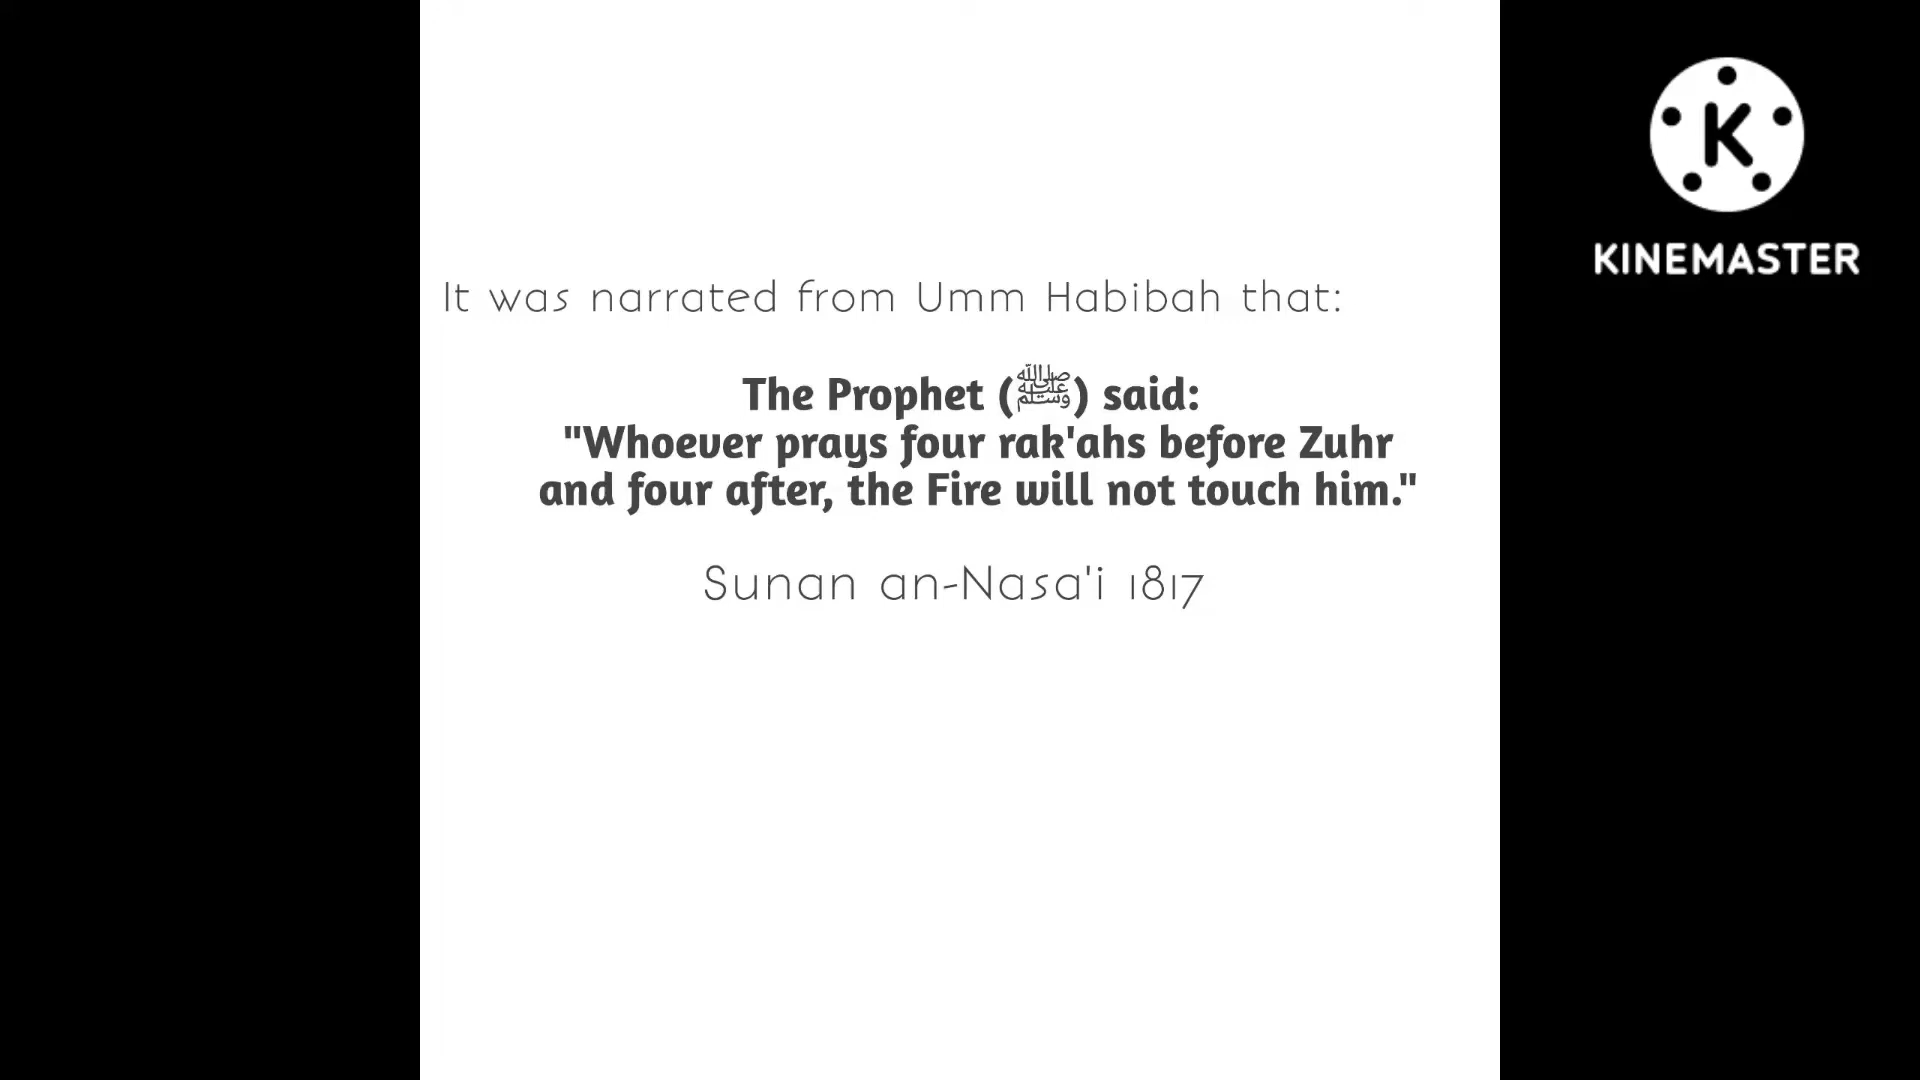 It was narrated from Umm Habibah that:
The Prophet (ﷺ) said:
"Whoever prays four rak'ahs before Zuhr
and four after, the Fire will not touch him."
Sunan an-Nasa'i 1817
K
KINEMASTER